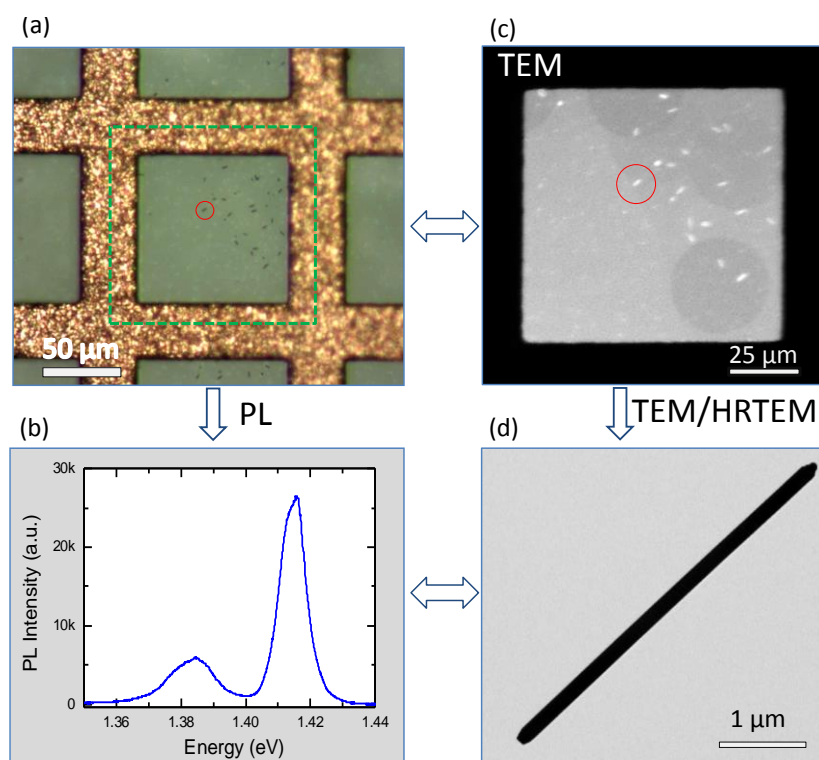 (a)
50 µm
(c)
TEM
25 µm
PL
TEM/HRTEM
(b)
30k
20k
10k
0
1.36 1.38 1.40 1.42 1.44
PL Intensity (a.u.)
Energy (eV)
(d)
1 µm